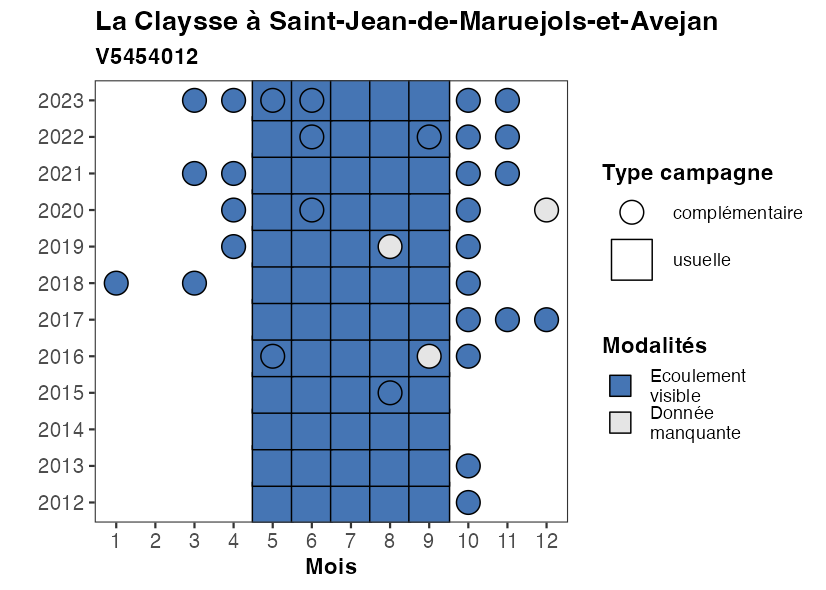 La Claysse à Saint-Jean-de-Maruejols-et-Avejan
V5454012
2023
2022
2021
2020
2019
2018
2017
2016
2015
2014
2013
2012
1 2 3 4 5 6 7 8 9 10 11 12
Mois
Type campagne
complémentaire
usuelle
Modalités
Ecoulement
visible
Donnée
manquante